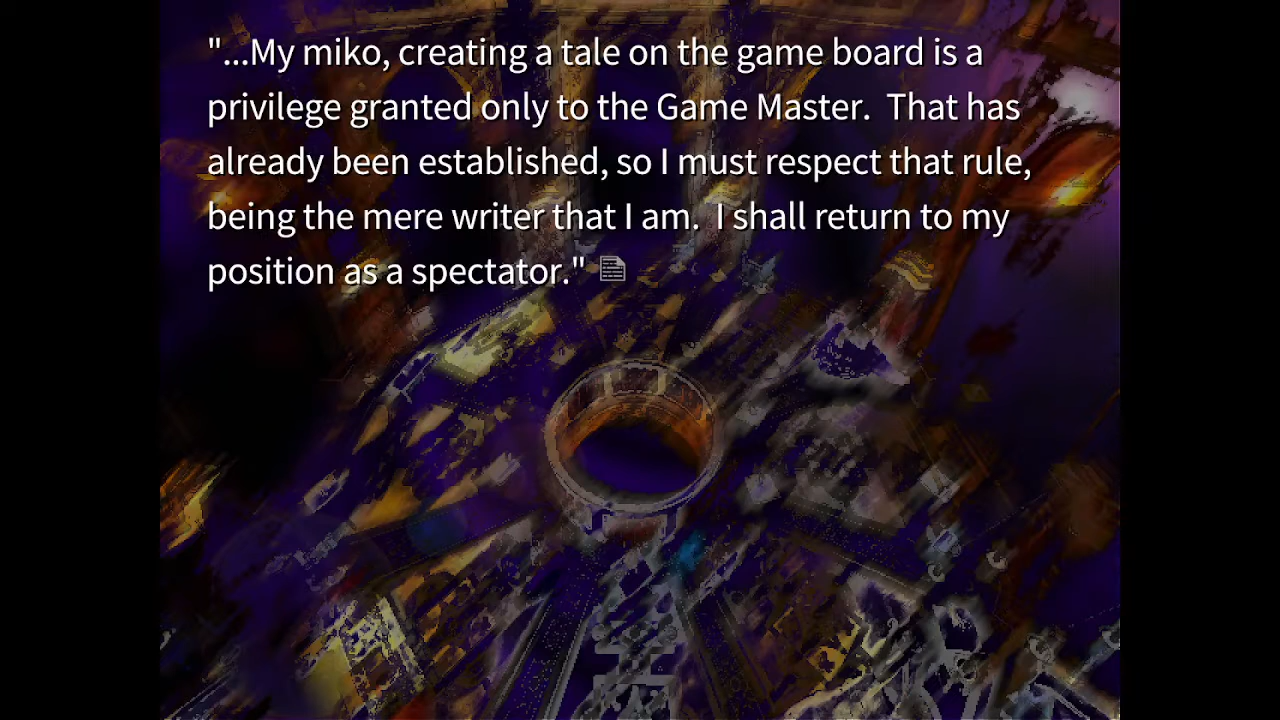 "...My miko, creating a tale on the game board is a
privilege granted only to the Game Master.  That has
already been established, so I must respect that rule,
being the mere writer that I am.  I shall return to my
position as a spectator."